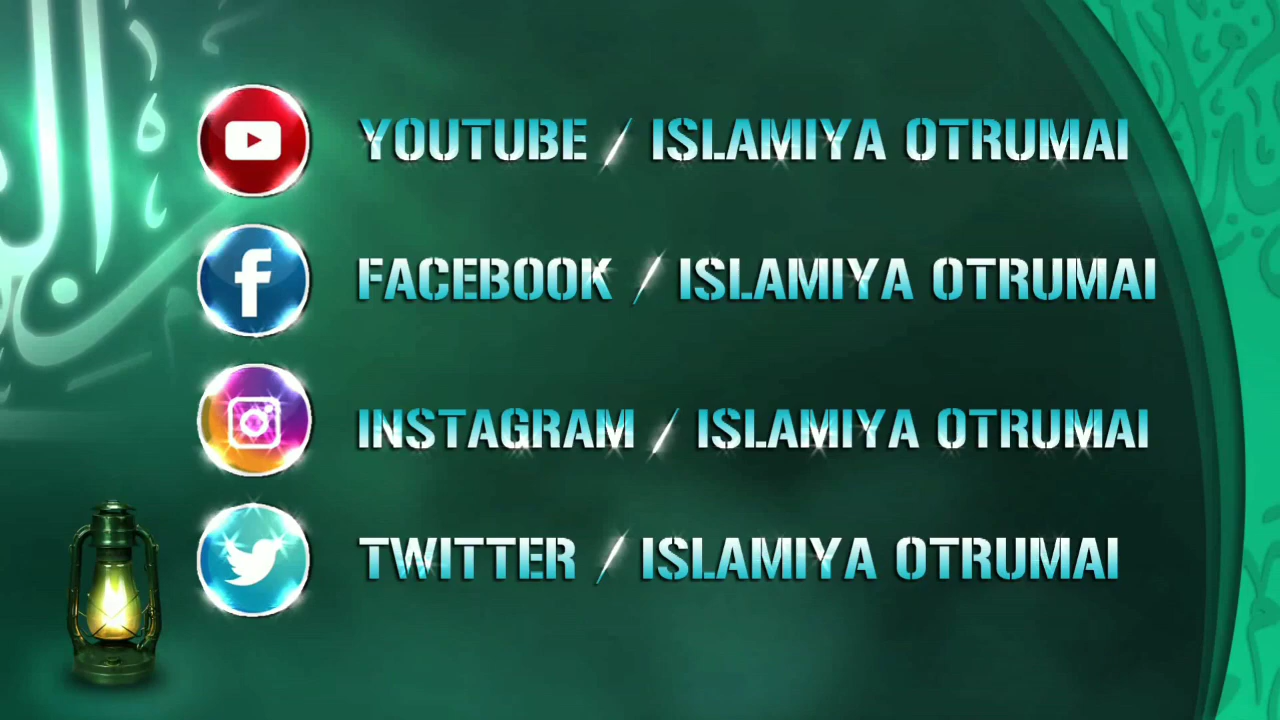 YOUTUBE / ISLAMIYA OTRUMAI
FACEBOOK / ISLAMIYA OTRUMAI
INSTAGRAM / ISLAMIYA OTRUMAI
TWITTER / ISLAMIYA OTRUMAI